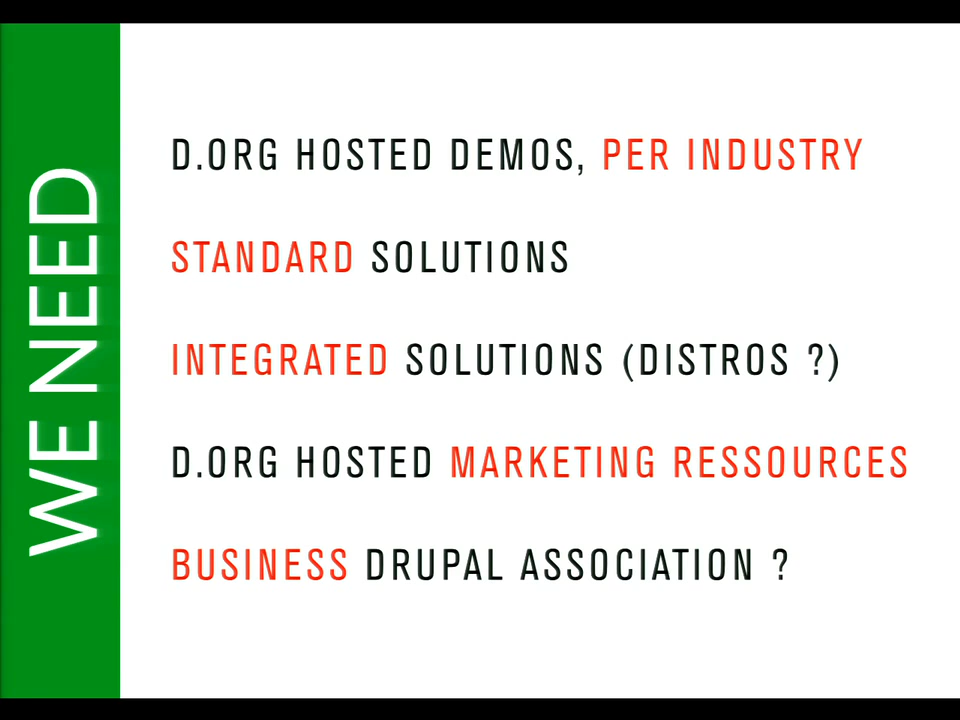 WE NEED
D.ORG HOSTED DEMOS, PER INDUSTRY
STANDARD SOLUTIONS
INTEGRATED SOLUTIONS (DISTROS ?)
D.ORG HOSTED MARKETING RESSOURCES
BUSINESS DRUPAL ASSOCIATION ?